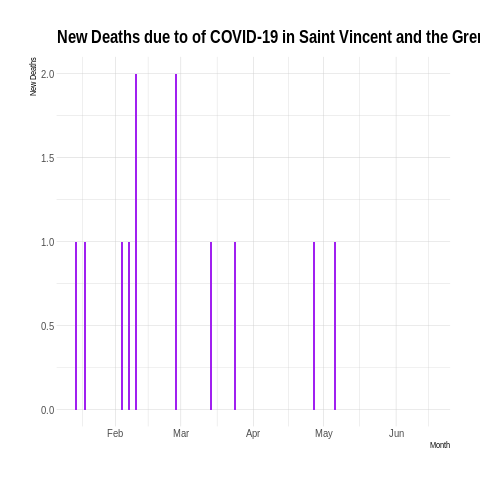 New Deaths due to of COVID-19 in Saint Vincent and the Gren
New Deaths
2.0
1.5
1.0
0.5
0.0
Feb Mar Apr May Jun
Month